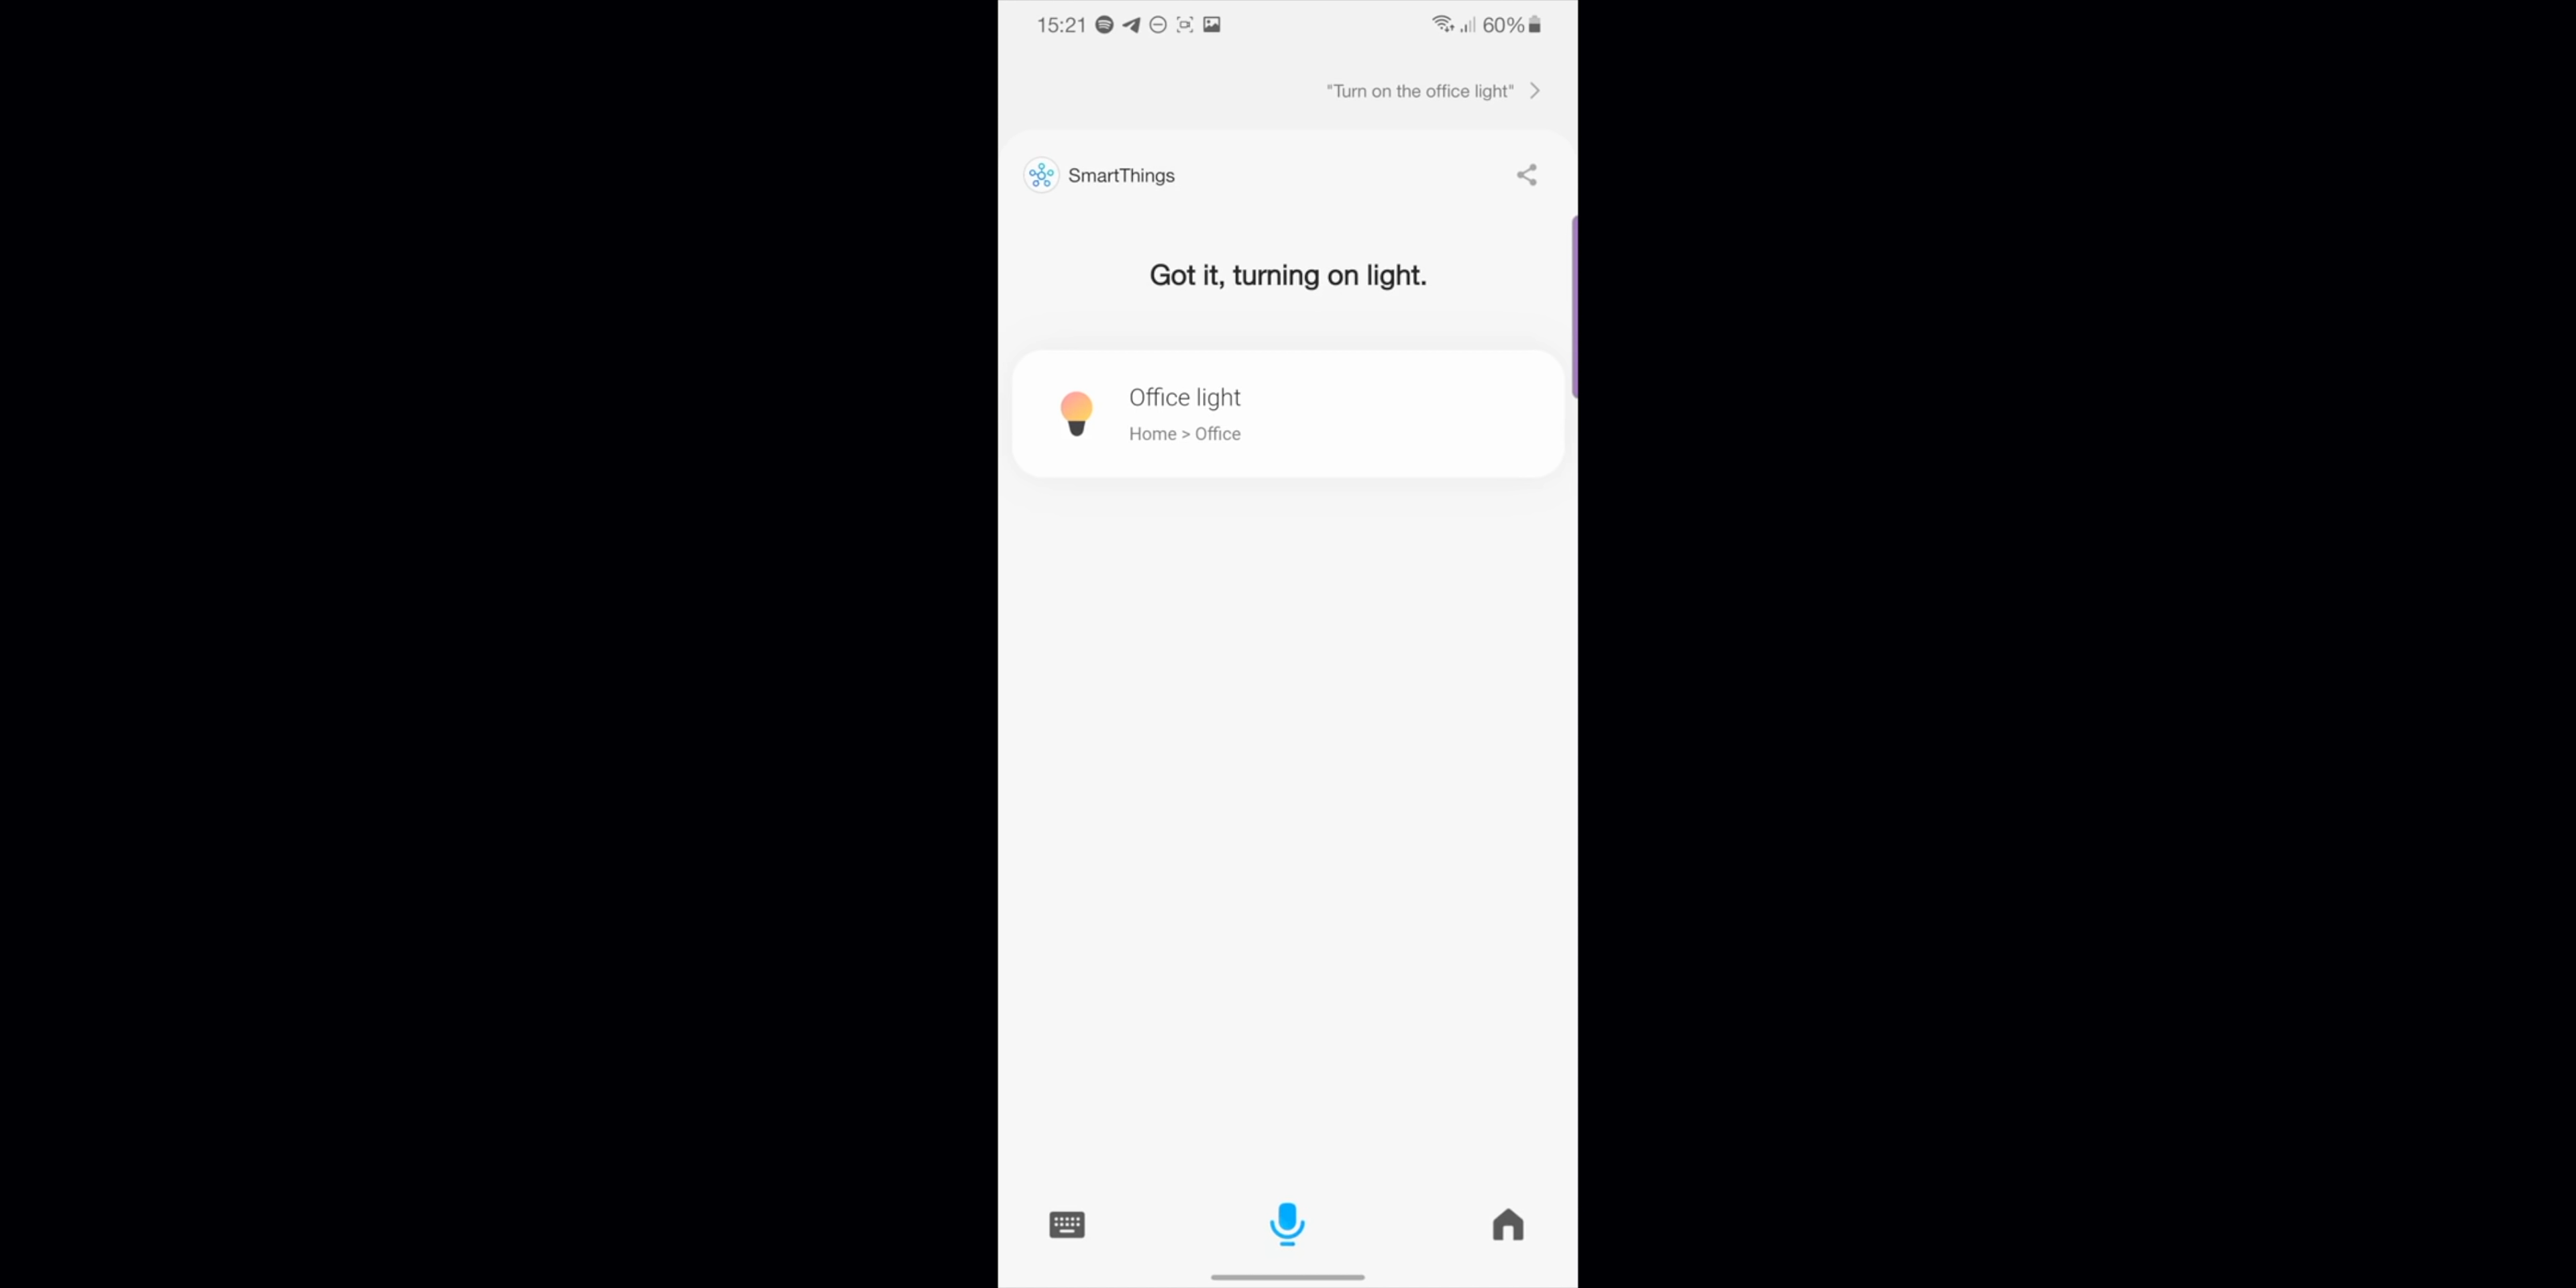 15:21 60%
"Turn on the office light"
SmartThings
Got it, turning on light.
Office light
Home > Office